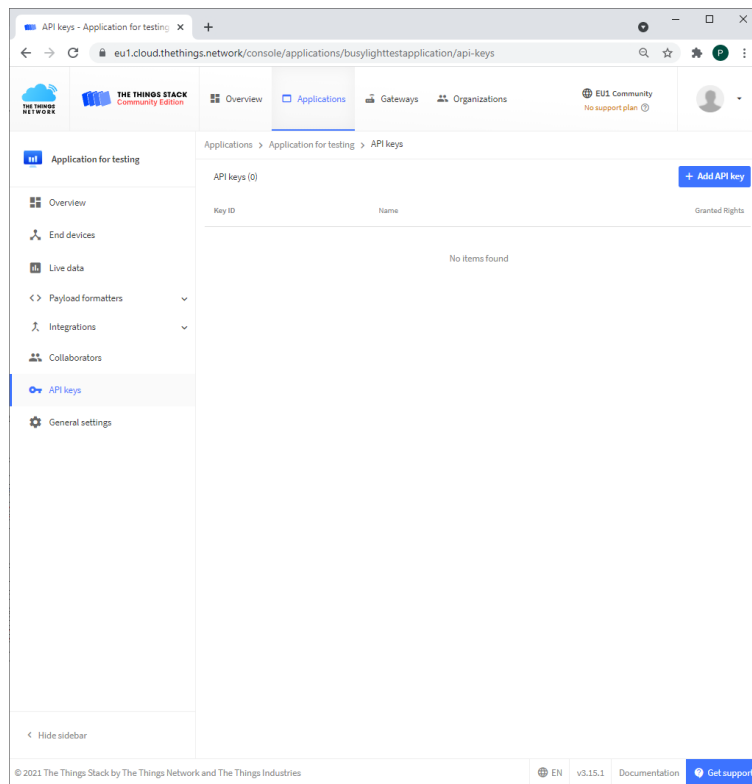 API keys - Application for testing
P
eu1.cloud.thethings.network/console/applications/busylighttestapplication/api-keys
THE THINGS
NETWORK
THE THINGS STACK
Community Edition
Overview
Applications
Gateways
Organizations
EU1 Community
No support plan
Application for testing
Overview
End devices
Live data
Payload formatters
Integrations
Collaborators
API keys
General settings
Hide sidebar
Applications > Application for testing > API keys
API keys (0)
+ Add API key
Key ID
Name
Granted Rights
No items found
© 2021 The Things Stack by The Things Network and The Things Industries
EN
v3.15.1
Documentation
Get support